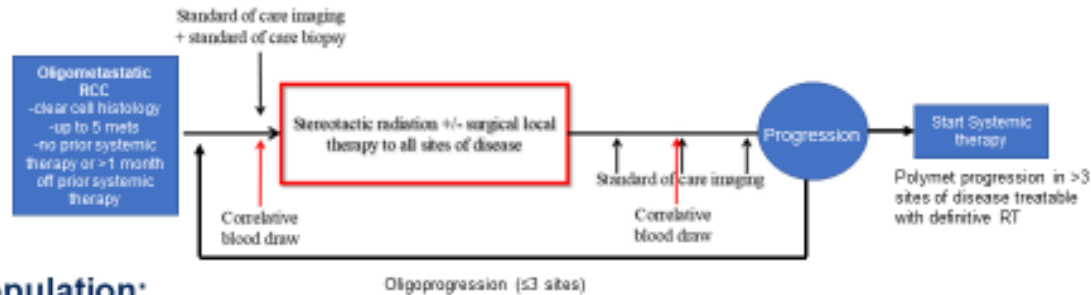 Standard of care imaging
+ standard of care biopsy
Oligometastatic
RCC
-clear cell histology
-up to 5 mets
-no prior systemic
therapy or >1 month
off prior systemic
therapy
Stereotactic radiation +/- surgical local
therapy to all sites of disease
Correlative
blood draw
Standard of care imaging
Correlative
blood draw
Progression
Start Systemic
therapy
Polymet progression in >3
sites of disease treatable
with definitive RT
Oligoprogression (≤3 sites)